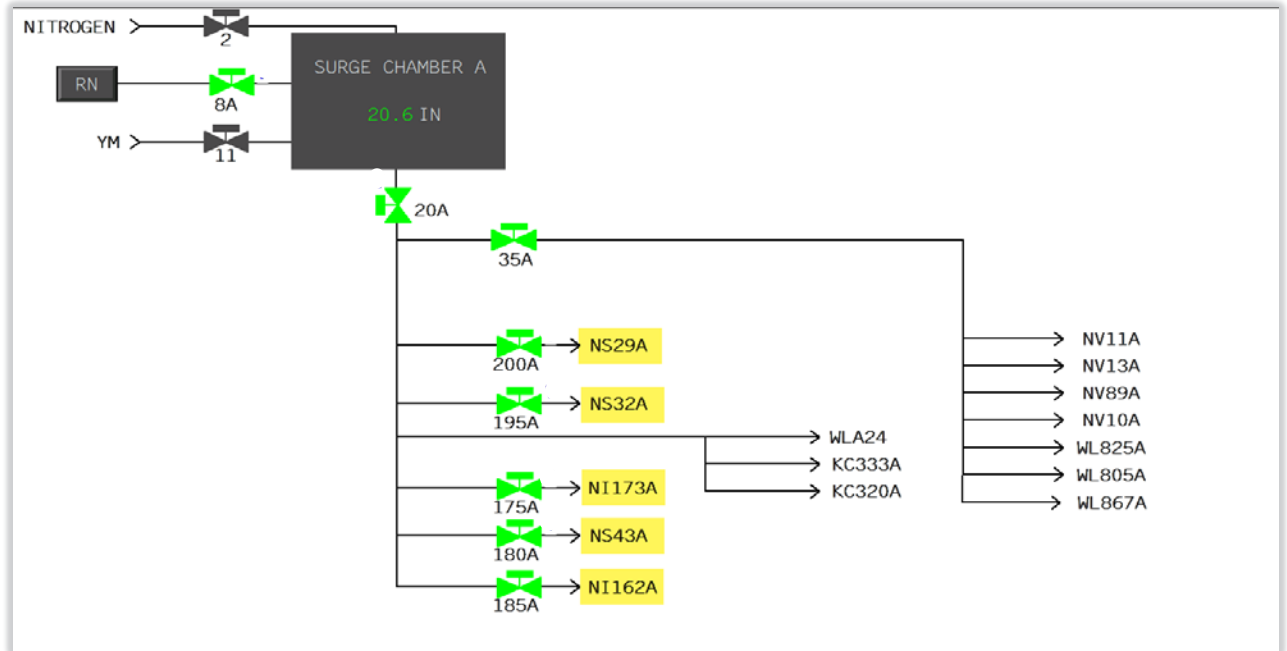 NITROGEN
2
SURGE CHAMBER A
RN
8A
20.6 IN
YM
11
20A
35A
NV11A
NS29A
200A
NV13A
NV89A
NS32A
195A
NV10A
WLA24
WL825A
KC333A
WL805A
NI173A
KC320A
175A
WL867A
NS43A
180A
NI162A
185A